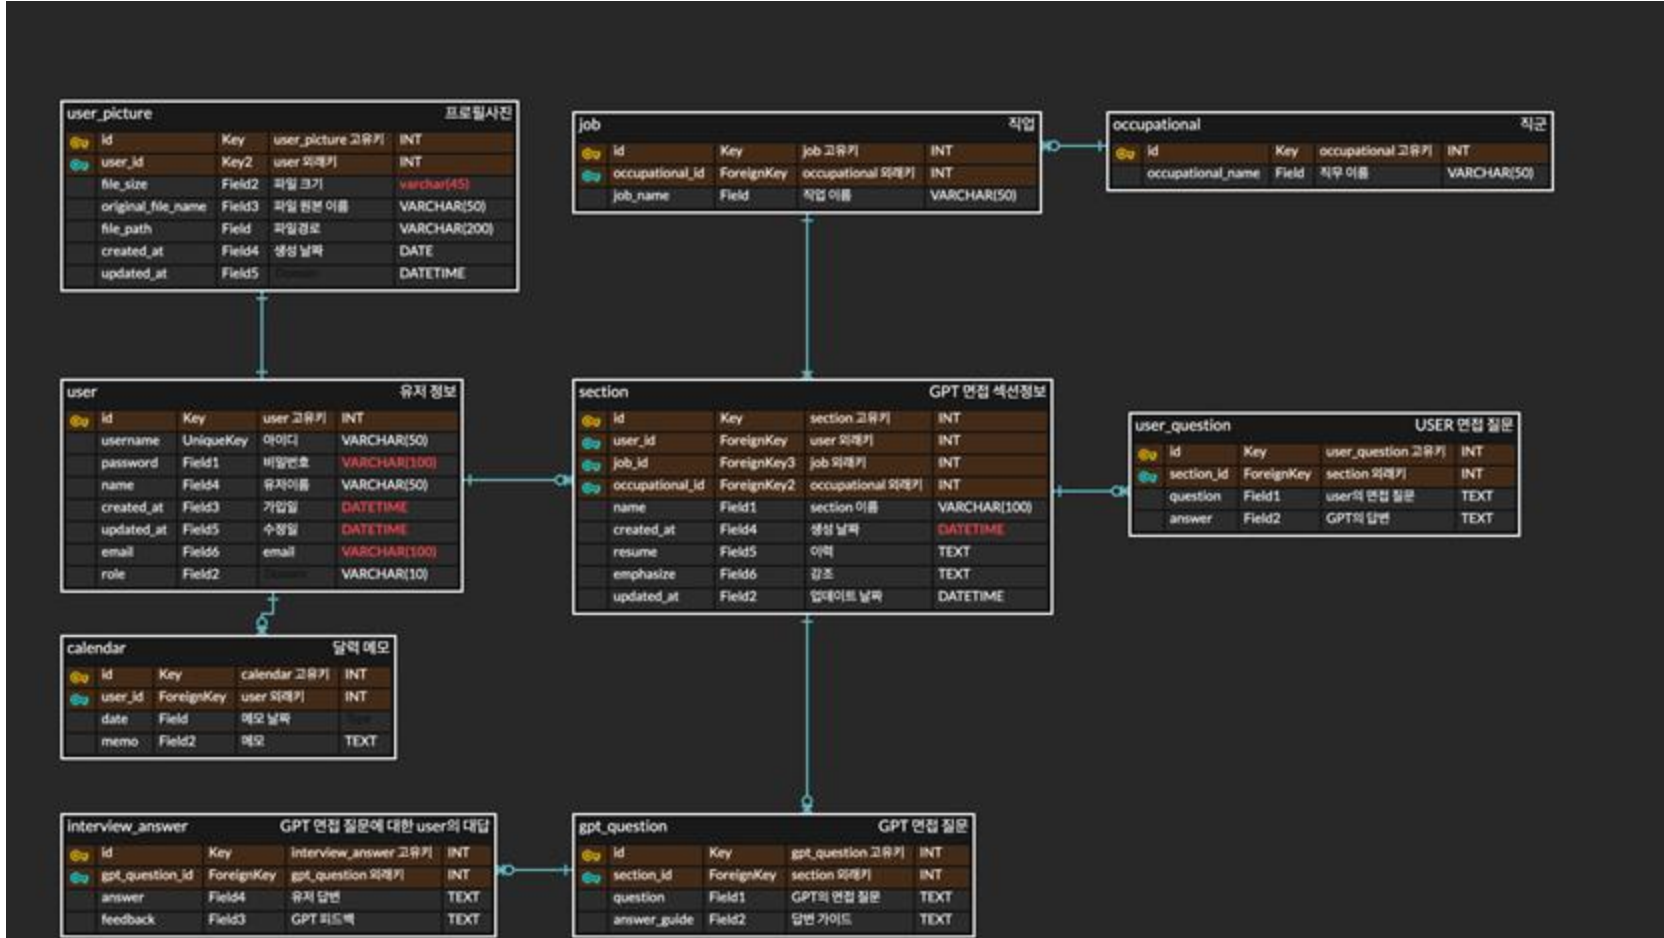 user_picture 프로필사진
id Key user_picture 고유키 INT
user_id Key2 user 외래키 INT
file_size Field2 파일 크기 varchar(45)
original_file_name Field3 파일 원본 이름 VARCHAR(50)
file_path Field 파일경로 VARCHAR(200)
created_at Field4 생성 날짜 DATE
updated_at Field5 Domain DATETIME
job 직업
id Key job 고유키 INT
occupational_id ForeignKey occupational 외래키 INT
job_name Field 직업 이름 VARCHAR(50)
occupational 직군
id Key occupational 고유키 INT
occupational_name Field 직무 이름 VARCHAR(50)
user 유저 정보
id Key user 고유키 INT
username UniqueKey 아이디 VARCHAR(50)
password Field1 비밀번호 VARCHAR(100)
name Field4 유저이름 VARCHAR(50)
created_at Field3 가입일 DATETIME
updated_at Field5 수정일 DATETIME
email Field6 email VARCHAR(100)
role Field2 Domain VARCHAR(10)
section GPT 면접 섹션정보
id Key section 고유키 INT
user_id ForeignKey user 외래키 INT
job_id ForeignKey3 job 외래키 INT
occupational_id ForeignKey2 occupational 외래키 INT
name Field1 section 이름 VARCHAR(100)
created_at Field4 생성 날짜 DATETIME
resume Field5 이력 TEXT
emphasize Field6 강조 TEXT
updated_at Field2 업데이트 날짜 DATETIME
user_question USER 면접 질문
id Key user_question 고유키 INT
section_id ForeignKey section 외래키 INT
question Field1 user의 면접 질문 TEXT
answer Field2 GPT의 답변 TEXT
calendar 달력 메모
id Key calendar 고유키 INT
user_id ForeignKey user 외래키 INT
date Field 메모 날짜 Type
memo Field2 메모 TEXT
interview_answer GPT 면접 질문에 대한 user의 대답
id Key interview_answer 고유키 INT
gpt_question_id ForeignKey gpt_question 외래키 INT
answer Field4 유저 답변 TEXT
feedback Field3 GPT 피드백 TEXT
gpt_question GPT 면접 질문
id Key gpt_question 고유키 INT
section_id ForeignKey section 외래키 INT
question Field1 GPT의 면접 질문 TEXT
answer_guide Field2 답변 가이드 TEXT